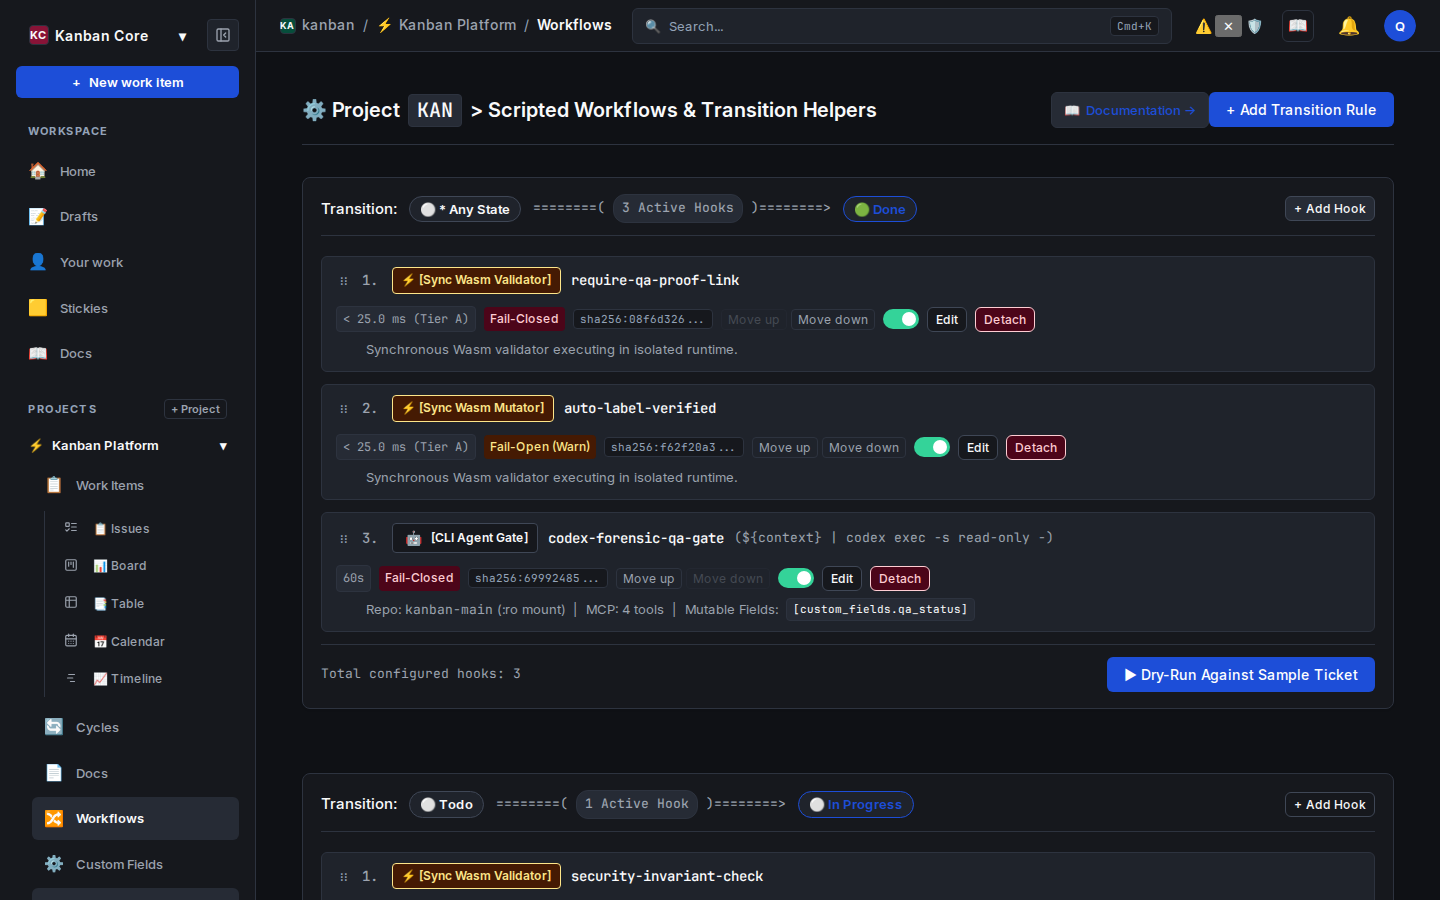 KC Kanban Core ▼
+ New work item
WORKSPACE
Home
Drafts
Your work
Stickies
Docs
PROJECTS + Project
Kanban Platform ▼
Work Items
Issues
Board
Table
Calendar
Timeline
Cycles
Docs
Workflows
Custom Fields
KA kanban / ⚡ Kanban Platform / Workflows
Search... Cmd+K
Q
⚙️ Project KAN > Scripted Workflows & Transition Helpers
Documentation →
+ Add Transition Rule
Transition: * Any State ========( 3 Active Hooks )========> Done + Add Hook
1. ⚡ [Sync Wasm Validator] require-qa-proof-link
< 25.0 ms (Tier A) Fail-Closed sha256:08f6d326... Move up Move down Edit Detach
Synchronous Wasm validator executing in isolated runtime.
2. ⚡ [Sync Wasm Mutator] auto-label-verified
< 25.0 ms (Tier A) Fail-Open (Warn) sha256:f62f20a3... Move up Move down Edit Detach
Synchronous Wasm validator executing in isolated runtime.
3. 🤖 [CLI Agent Gate] codex-forensic-qa-gate (${context} | codex exec -s read-only -)
60s Fail-Closed sha256:69992485... Move up Move down Edit Detach
Repo: kanban-main (:ro mount) | MCP: 4 tools | Mutable Fields: [custom_fields.qa_status]
Total configured hooks: 3
▶ Dry-Run Against Sample Ticket
Transition: Todo ========( 1 Active Hook )========> In Progress + Add Hook
1. ⚡ [Sync Wasm Validator] security-invariant-check